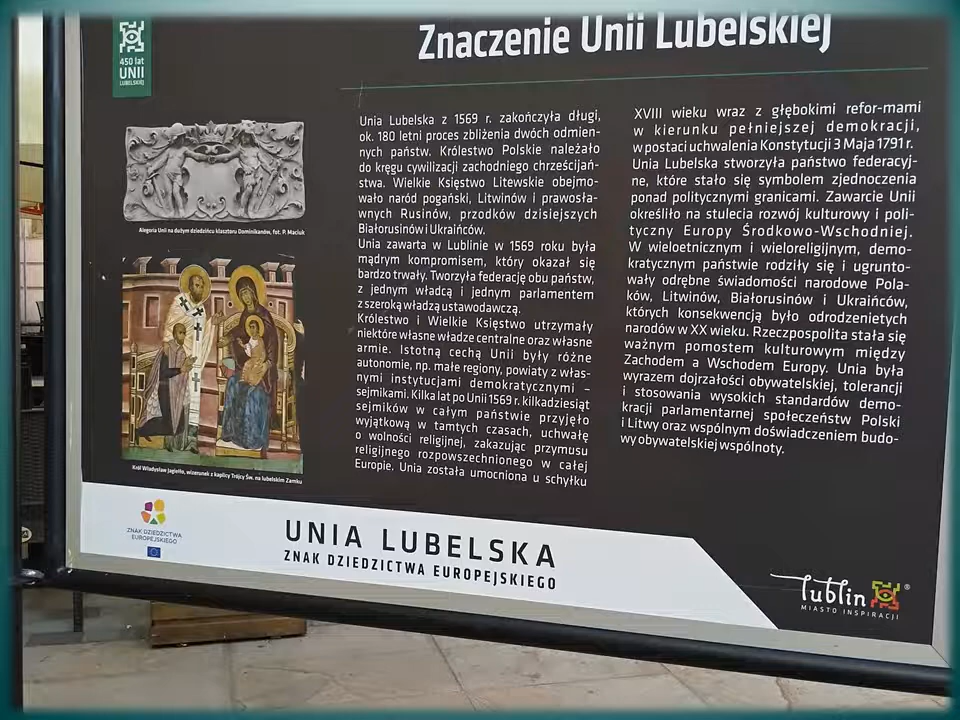 Znaczenie Unii Lubelskiej
450 lat
UNII
LUBELSKIEJ
Alegoria Unii na dużym dziedzińcu klasztoru Dominikanów, fot. P. Maciuk
Król Władysław Jagiełło, wizerunek z kaplicy Trójcy Św. na lubelskim Zamku
Unia Lubelska z 1569 r. zakończyła długi,
ok. 180 letni proces zbliżenia dwóch odmien-
nych państw. Królestwo Polskie należało
do kręgu cywilizacji zachodniego chrześcijań-
stwa. Wielkie Księstwo Litewskie obejmo-
wało naród pogański, Litwinów i prawosła-
wnych Rusinów, przodków dzisiejszych
Białorusinów i Ukraińców.
Unia zawarta w Lublinie w 1569 roku była
mądrym kompromisem, który okazał się
bardzo trwały. Tworzyła federację obu państw,
z jednym władcą i jednym parlamentem
z szeroką władzą ustawodawczą.
Królestwo i Wielkie Księstwo utrzymały
niektóre własne władze centralne oraz własne
armie. Istotną cechą Unii były różne
autonomie, np. małe regiony, powiaty z włas-
nymi instytucjami demokratycznymi –
sejmikami. Kilka lat po Unii 1569 r. kilkadziesiąt
sejmików w całym państwie przyjęło
wyjątkową w tamtych czasach, uchwałę
o wolności religijnej, zakazując przymusu
religijnego rozpowszechnionego w całej
Europie. Unia została umocniona u schyłku
XVIII wieku wraz z głębokimi refor-mami
w kierunku pełniejszej demokracji,
w postaci uchwalenia Konstytucji 3 Maja 1791 r.
Unia Lubelska stworzyła państwo federacyj-
ne, które stało się symbolem zjednoczenia
ponad politycznymi granicami. Zawarcie Unii
określiło na stulecia rozwój kulturowy i poli-
tyczny Europy Środkowo-Wschodniej.
W wieloetnicznym i wieloreligijnym, demo-
kratycznym państwie rodziły się i ugrunto-
wały odrębne świadomości narodowe Pola-
ków, Litwinów, Białorusinów i Ukraińców,
których konsekwencją było odrodzenietych
narodów w XX wieku. Rzeczpospolita stała się
ważnym pomostem kulturowym między
Zachodem a Wschodem Europy. Unia była
wyrazem dojrzałości obywatelskiej, tolerancji
i stosowania wysokich standardów demo-
kracji parlamentarnej społeczeństw Polski
i Litwy oraz wspólnym doświadczeniem budo-
wy obywatelskiej wspólnoty.
ZNAK DZIEDZICTWA
EUROPEJSKIEGO
UNIA LUBELSKA
ZNAK DZIEDZICTWA EUROPEJSKIEGO
lublin ®
MIASTO INSPIRACJI